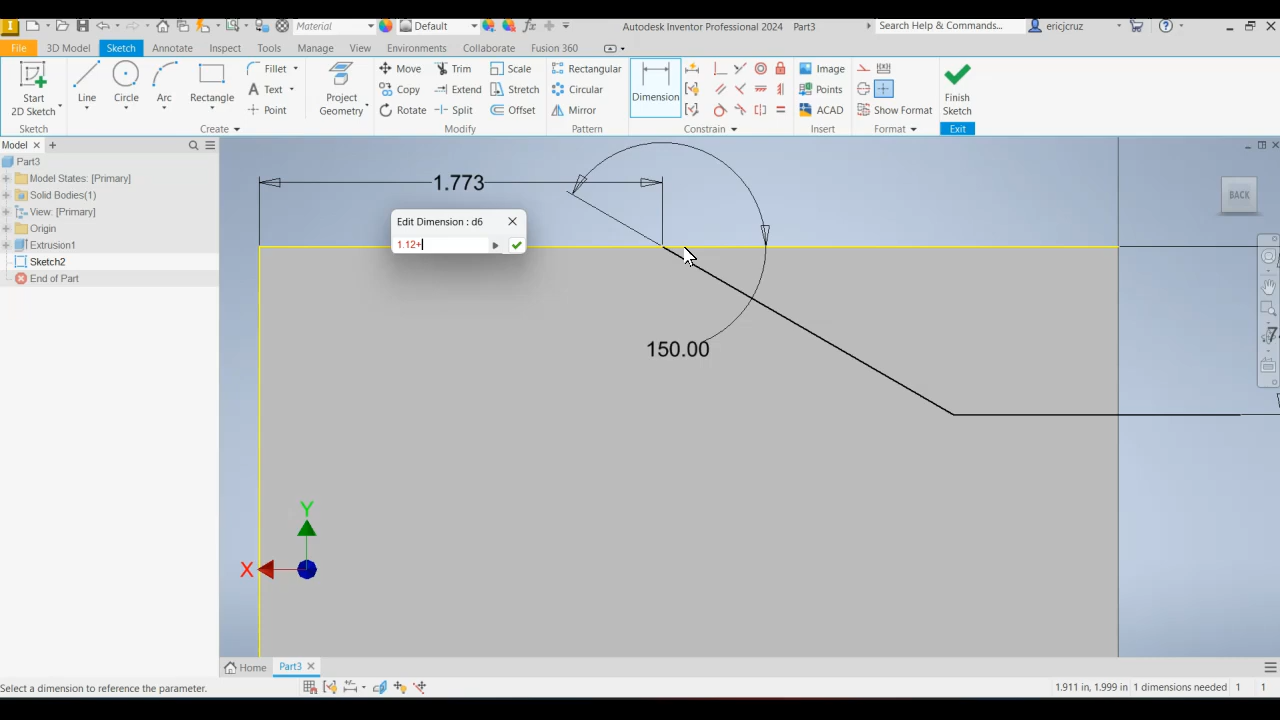 Material
Default
Autodesk Inventor Professional 2024 Part3
Search Help & Commands...
ericjcruz
File 3D Model Sketch Annotate Inspect Tools Manage View Environments Collaborate Fusion 360
Start
2D Sketch
Line
Circle
Arc
Rectangle
Fillet
Text
Point
Project
Geometry
Move
Copy
Rotate
Trim
Extend
Split
Scale
Stretch
Offset
Rectangular
Circular
Mirror
Dimension
Image
Points
ACAD
Show Format
Finish
Sketch
Sketch Create Modify Pattern Constrain Insert Format Exit
Model
Part3
Model States: [Primary]
Solid Bodies(1)
View: [Primary]
Origin
Extrusion1
Sketch2
End of Part
1.773
Edit Dimension : d6
1.12+
150.00
BACK
Y
X
Home Part3
Select a dimension to reference the parameter.
1.911 in, 1.999 in 1 dimensions needed 1 1